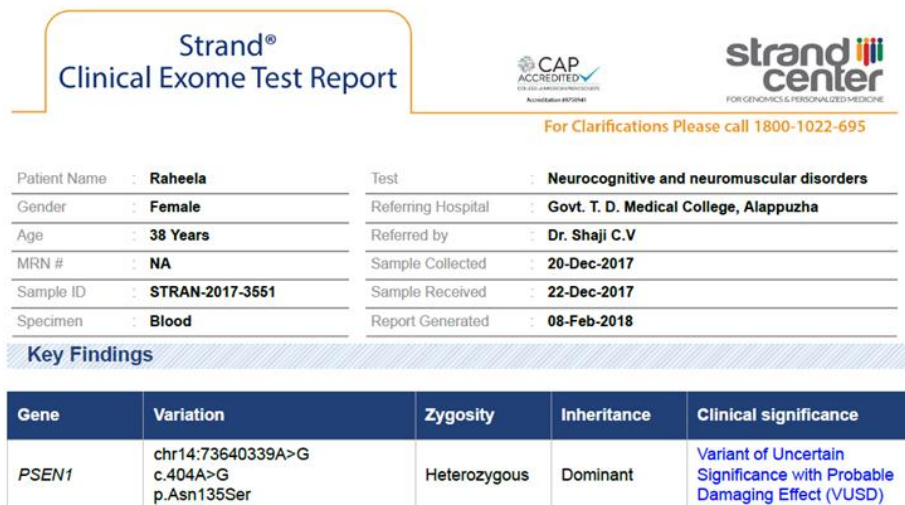 Strand®
Clinical Exome Test Report
CAP
ACCREDITED
COLLEGE of AMERICAN PATHOLOGISTS
strand
center
FOR GENOMICS & PERSONALIZED MEDICINE
For Clarifications Please call 1800-1022-695
Patient Name : Raheela Test : Neurocognitive and neuromuscular disorders
Gender : Female Referring Hospital : Govt. T. D. Medical College, Alappuzha
Age : 38 Years Referred by : Dr. Shaji C.V
MRN # : NA Sample Collected : 20-Dec-2017
Sample ID : STRAN-2017-3551 Sample Received : 22-Dec-2017
Specimen : Blood Report Generated : 08-Feb-2018
Key Findings
Gene Variation Zygosity Inheritance Clinical significance
PSEN1 chr14:73640339A>G Heterozygous Dominant Variant of Uncertain
c.404A>G Significance with Probable
p.Asn135Ser Damaging Effect (VUSD)